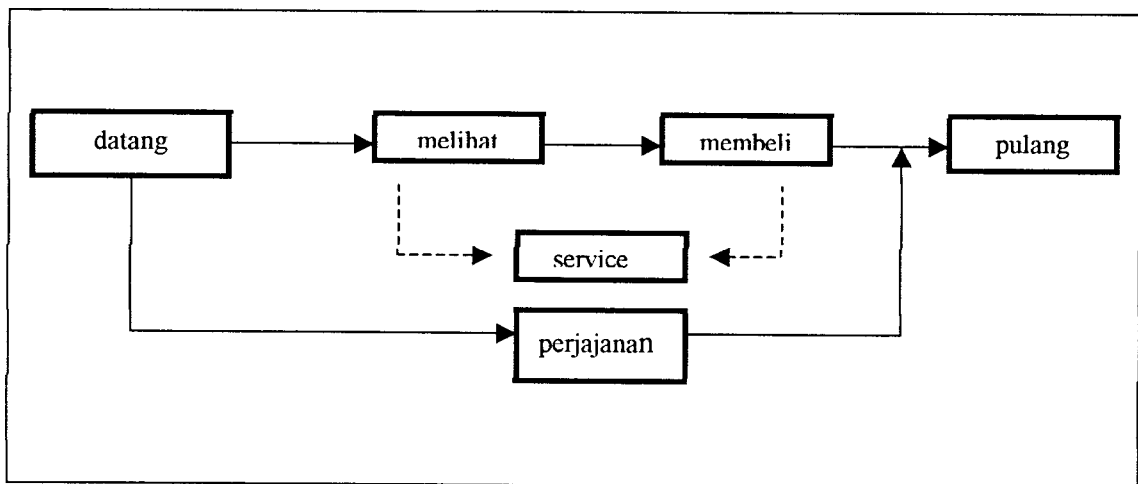 datang
melihat
membeli
pulang
service
perjajanan